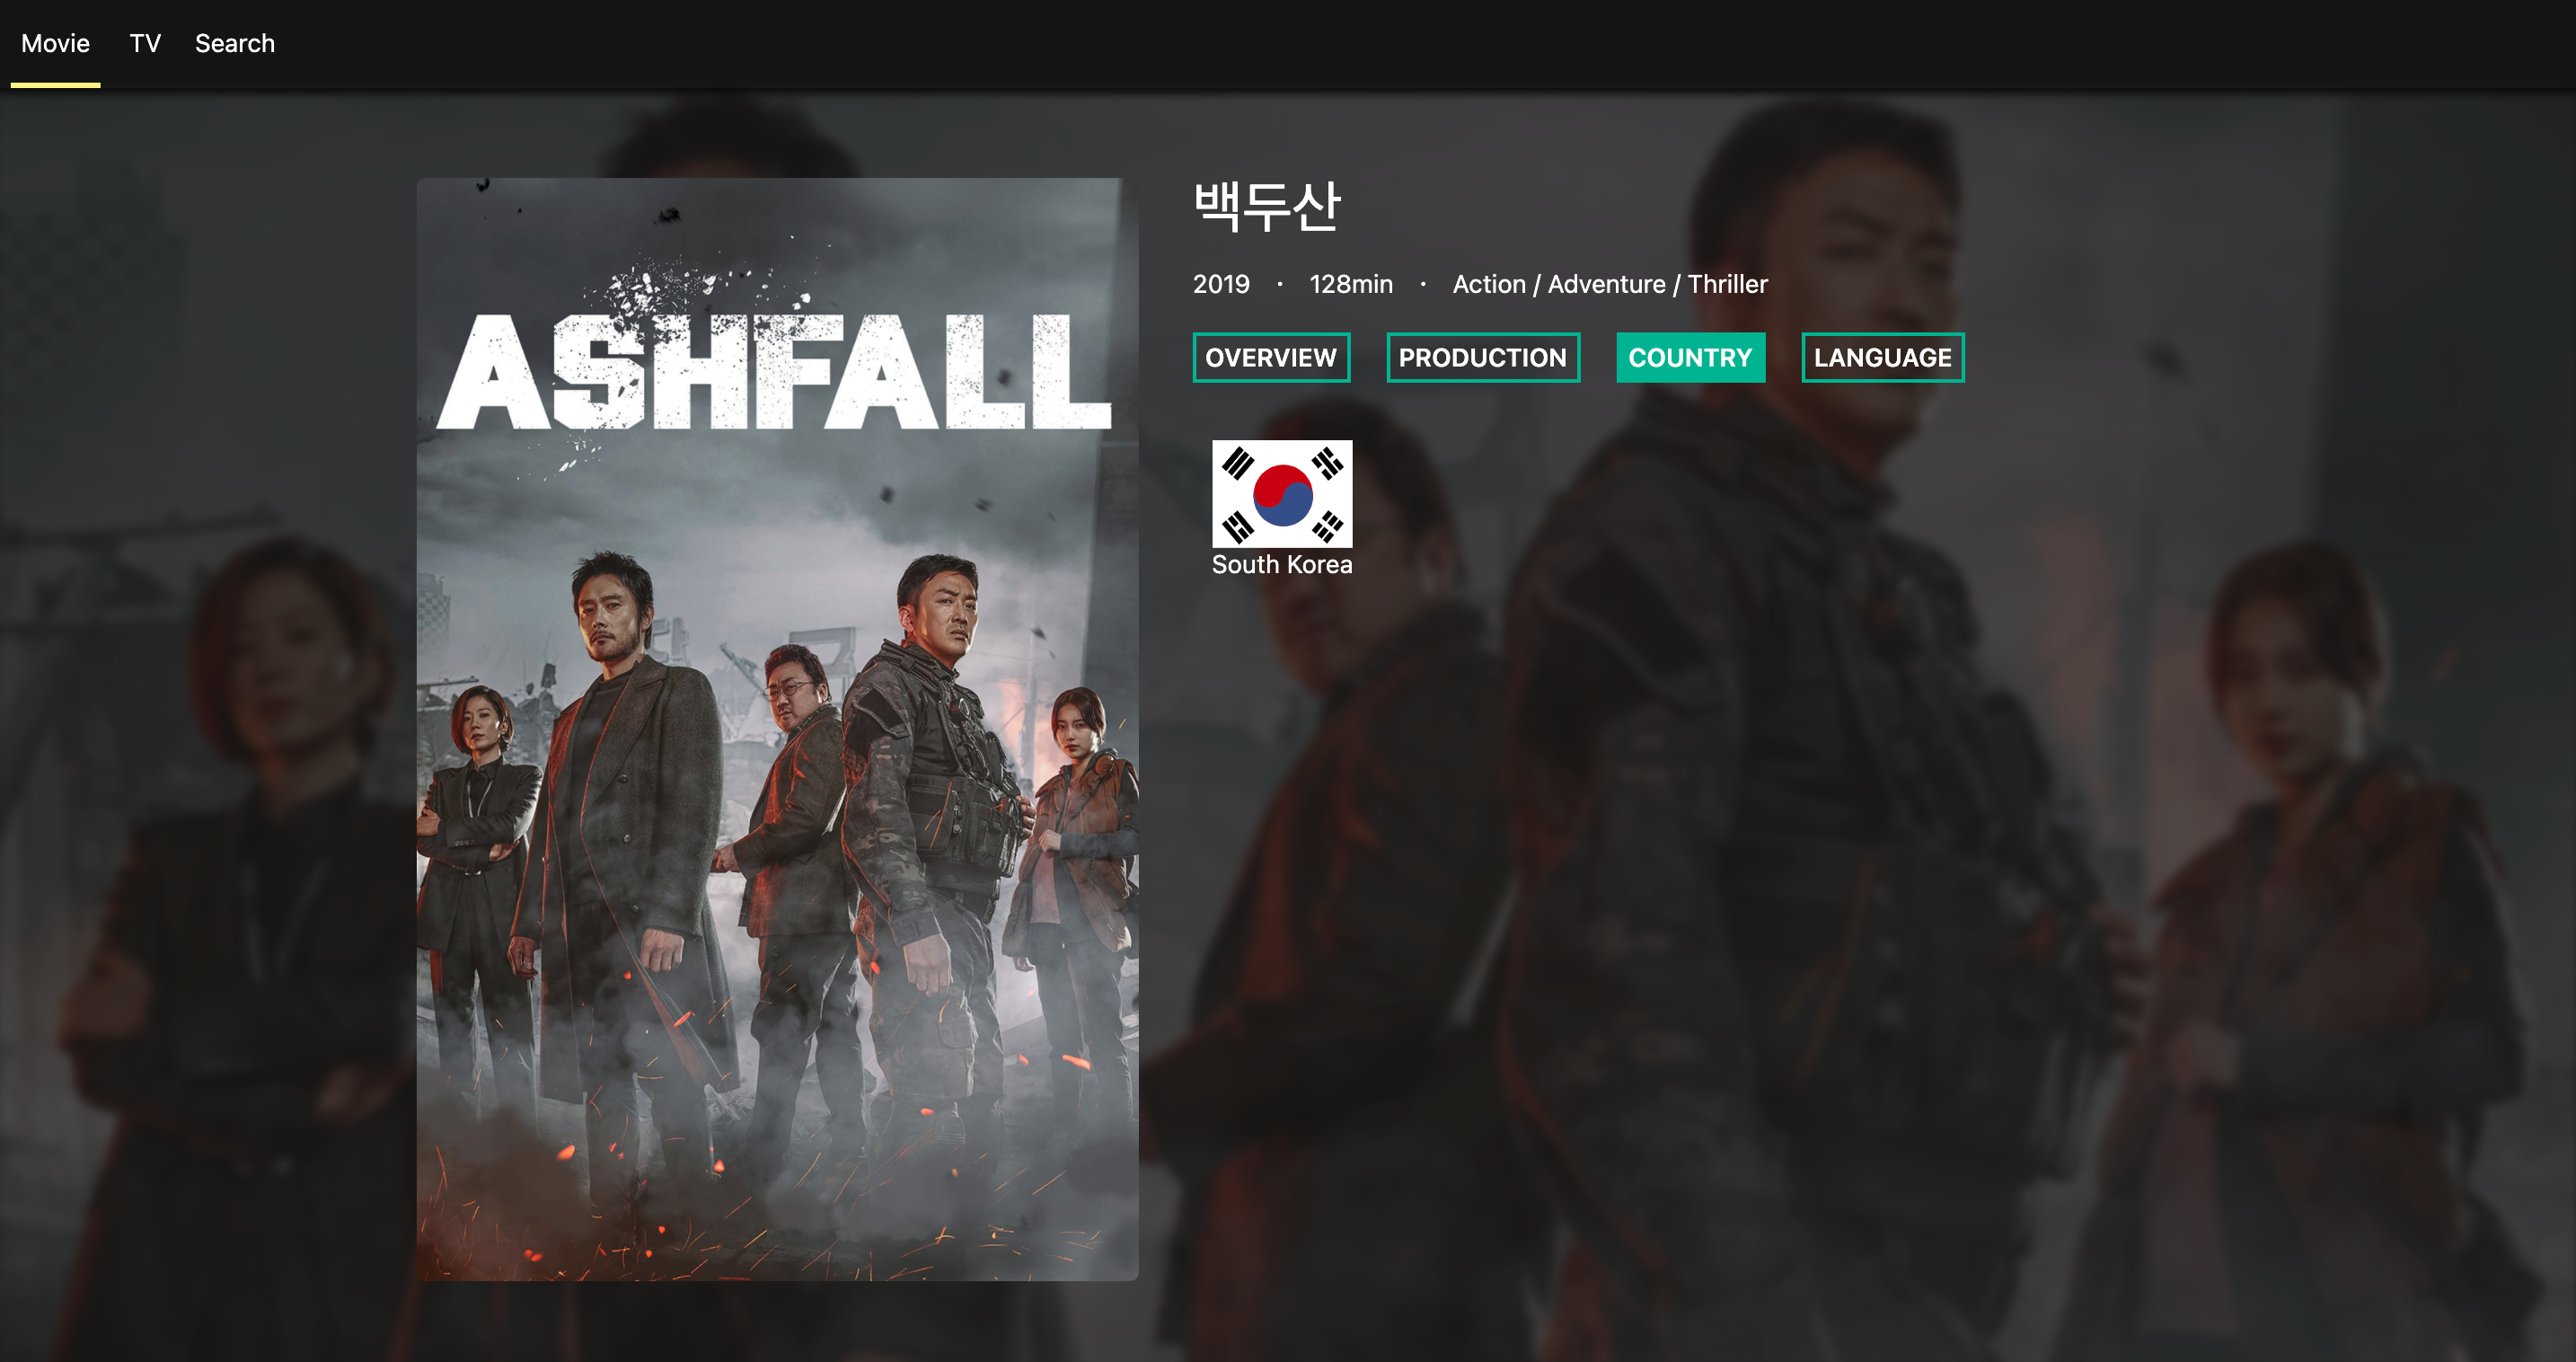 Movie TV Search
ASHFALL
백두산
2019 · 128min · Action / Adventure / Thriller
OVERVIEW PRODUCTION COUNTRY LANGUAGE
South Korea